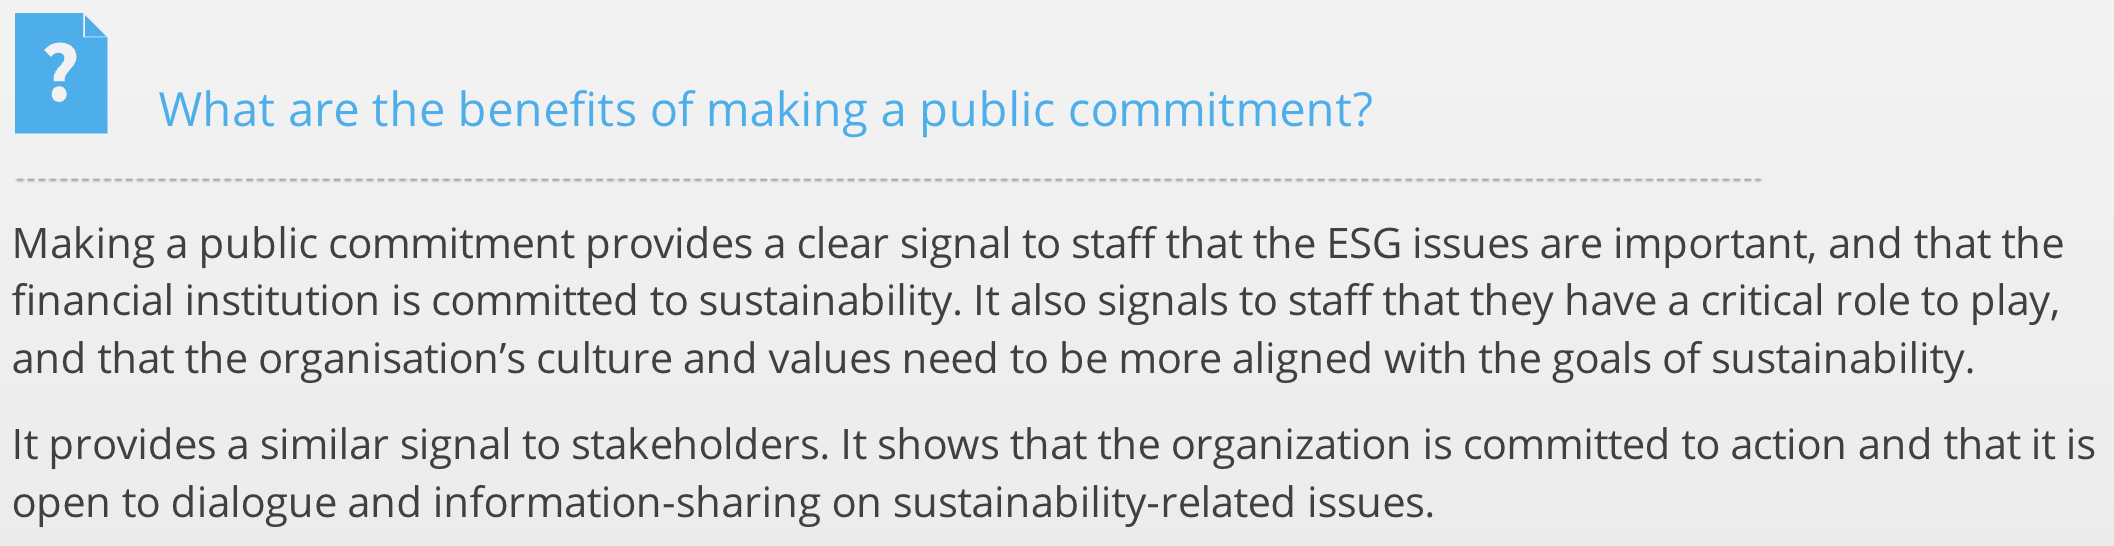 ?
What are the benefits of making a public commitment?
Making a public commitment provides a clear signal to staff that the ESG issues are important, and that the
financial institution is committed to sustainability. It also signals to staff that they have a critical role to play,
and that the organisation’s culture and values need to be more aligned with the goals of sustainability.
It provides a similar signal to stakeholders. It shows that the organization is committed to action and that it is
open to dialogue and information-sharing on sustainability-related issues.